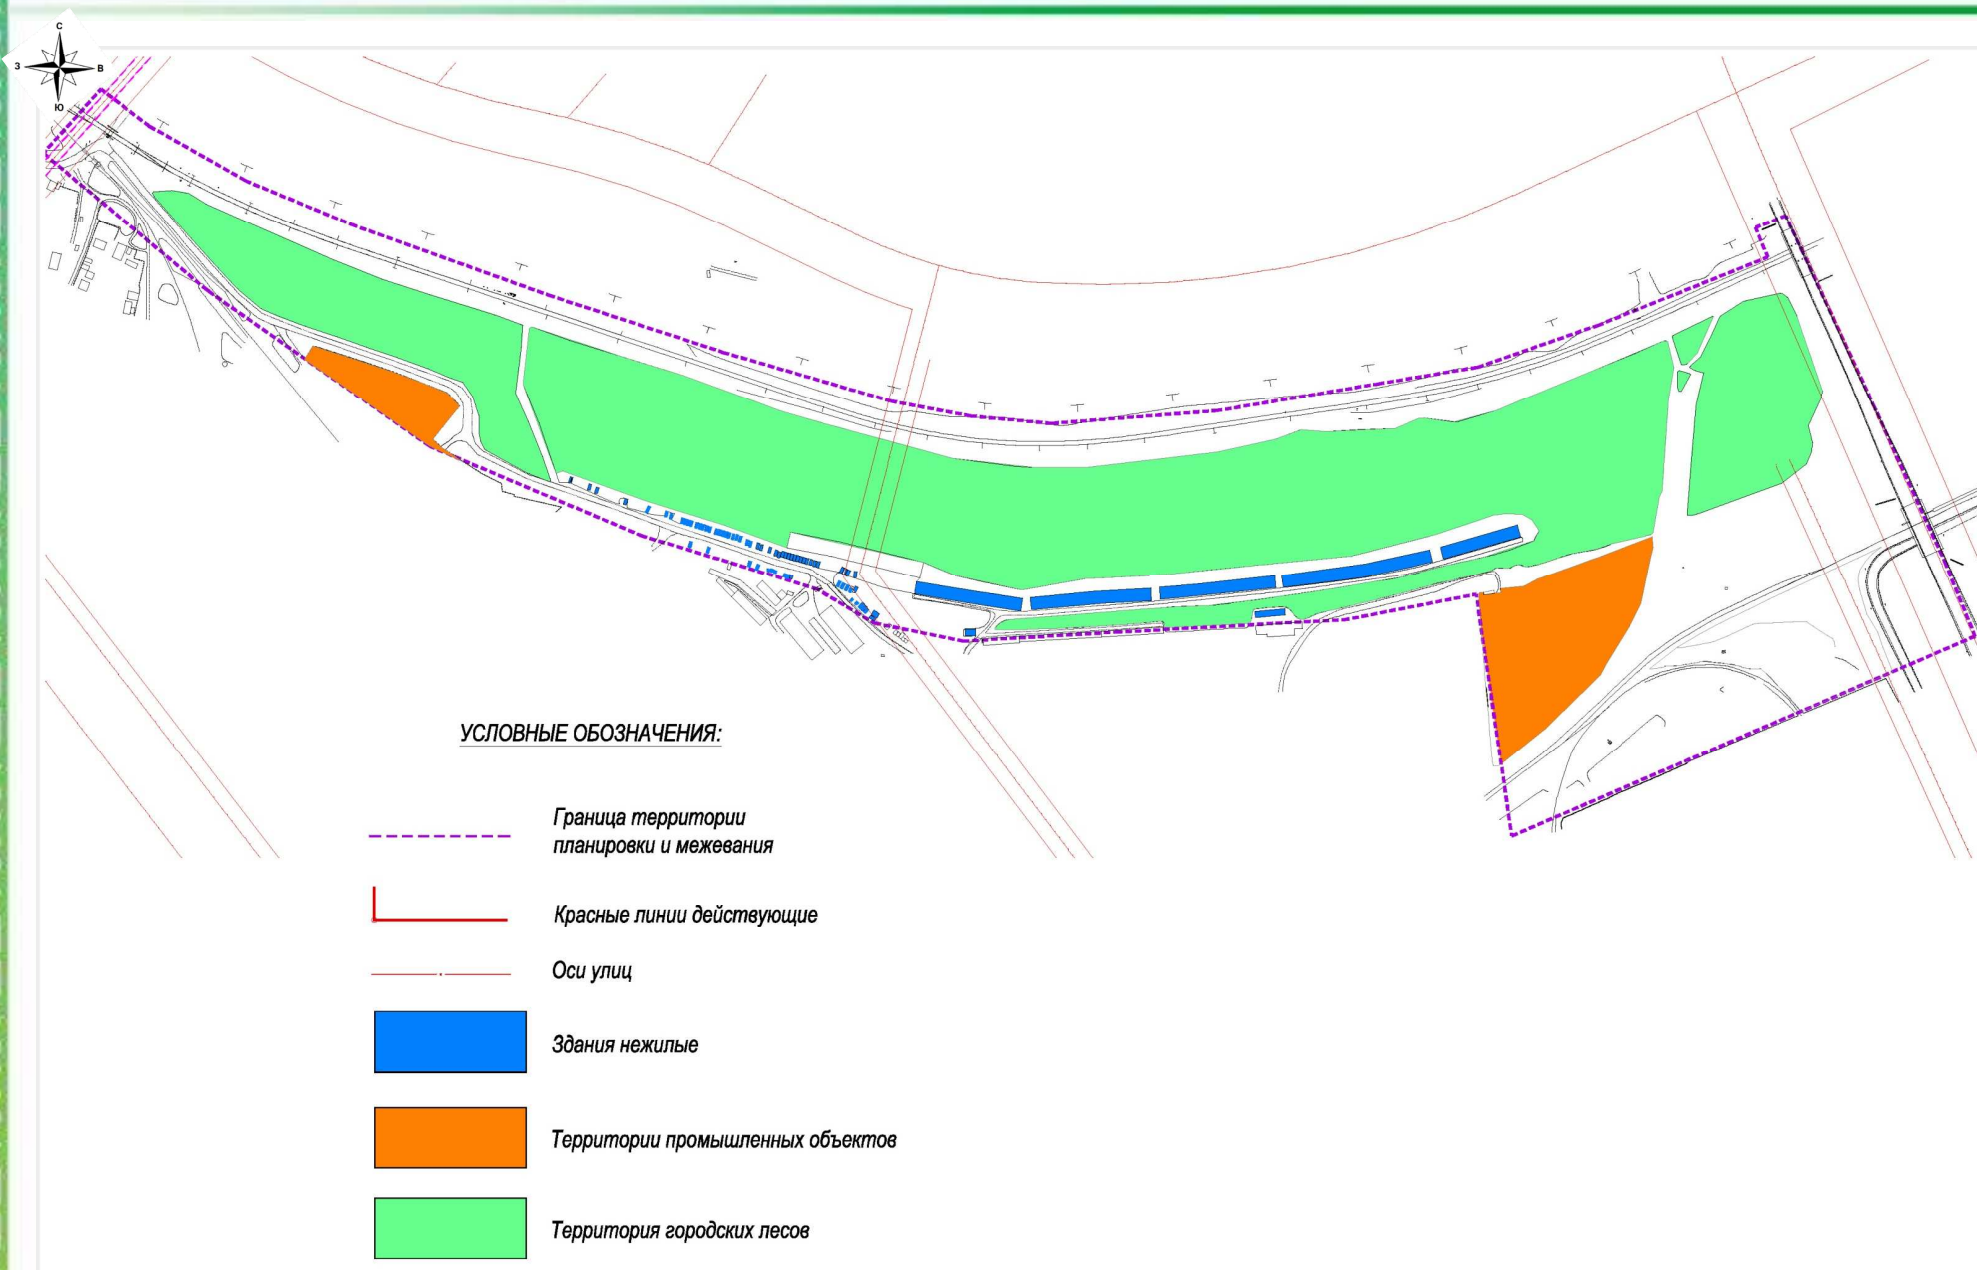 С
З
В
Ю
УСЛОВНЫЕ ОБОЗНАЧЕНИЯ:
Граница территории
планировки и межевания
Красные линии действующие
Оси улиц
Здания нежилые
Территории промышленных объектов
Территория городских лесов